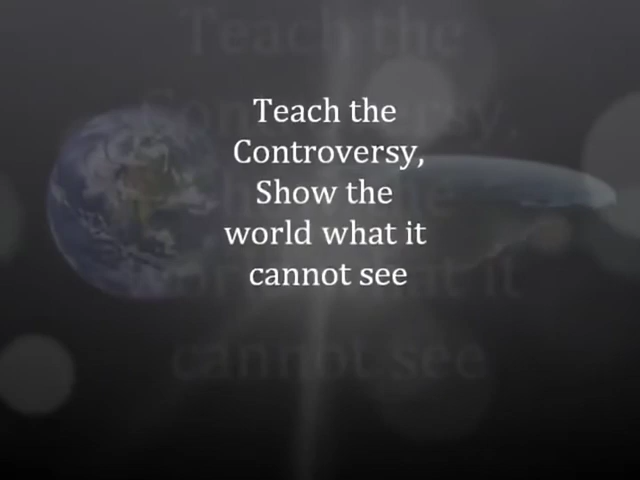 Teach the
Controversy,
Show the
world what it
cannot see